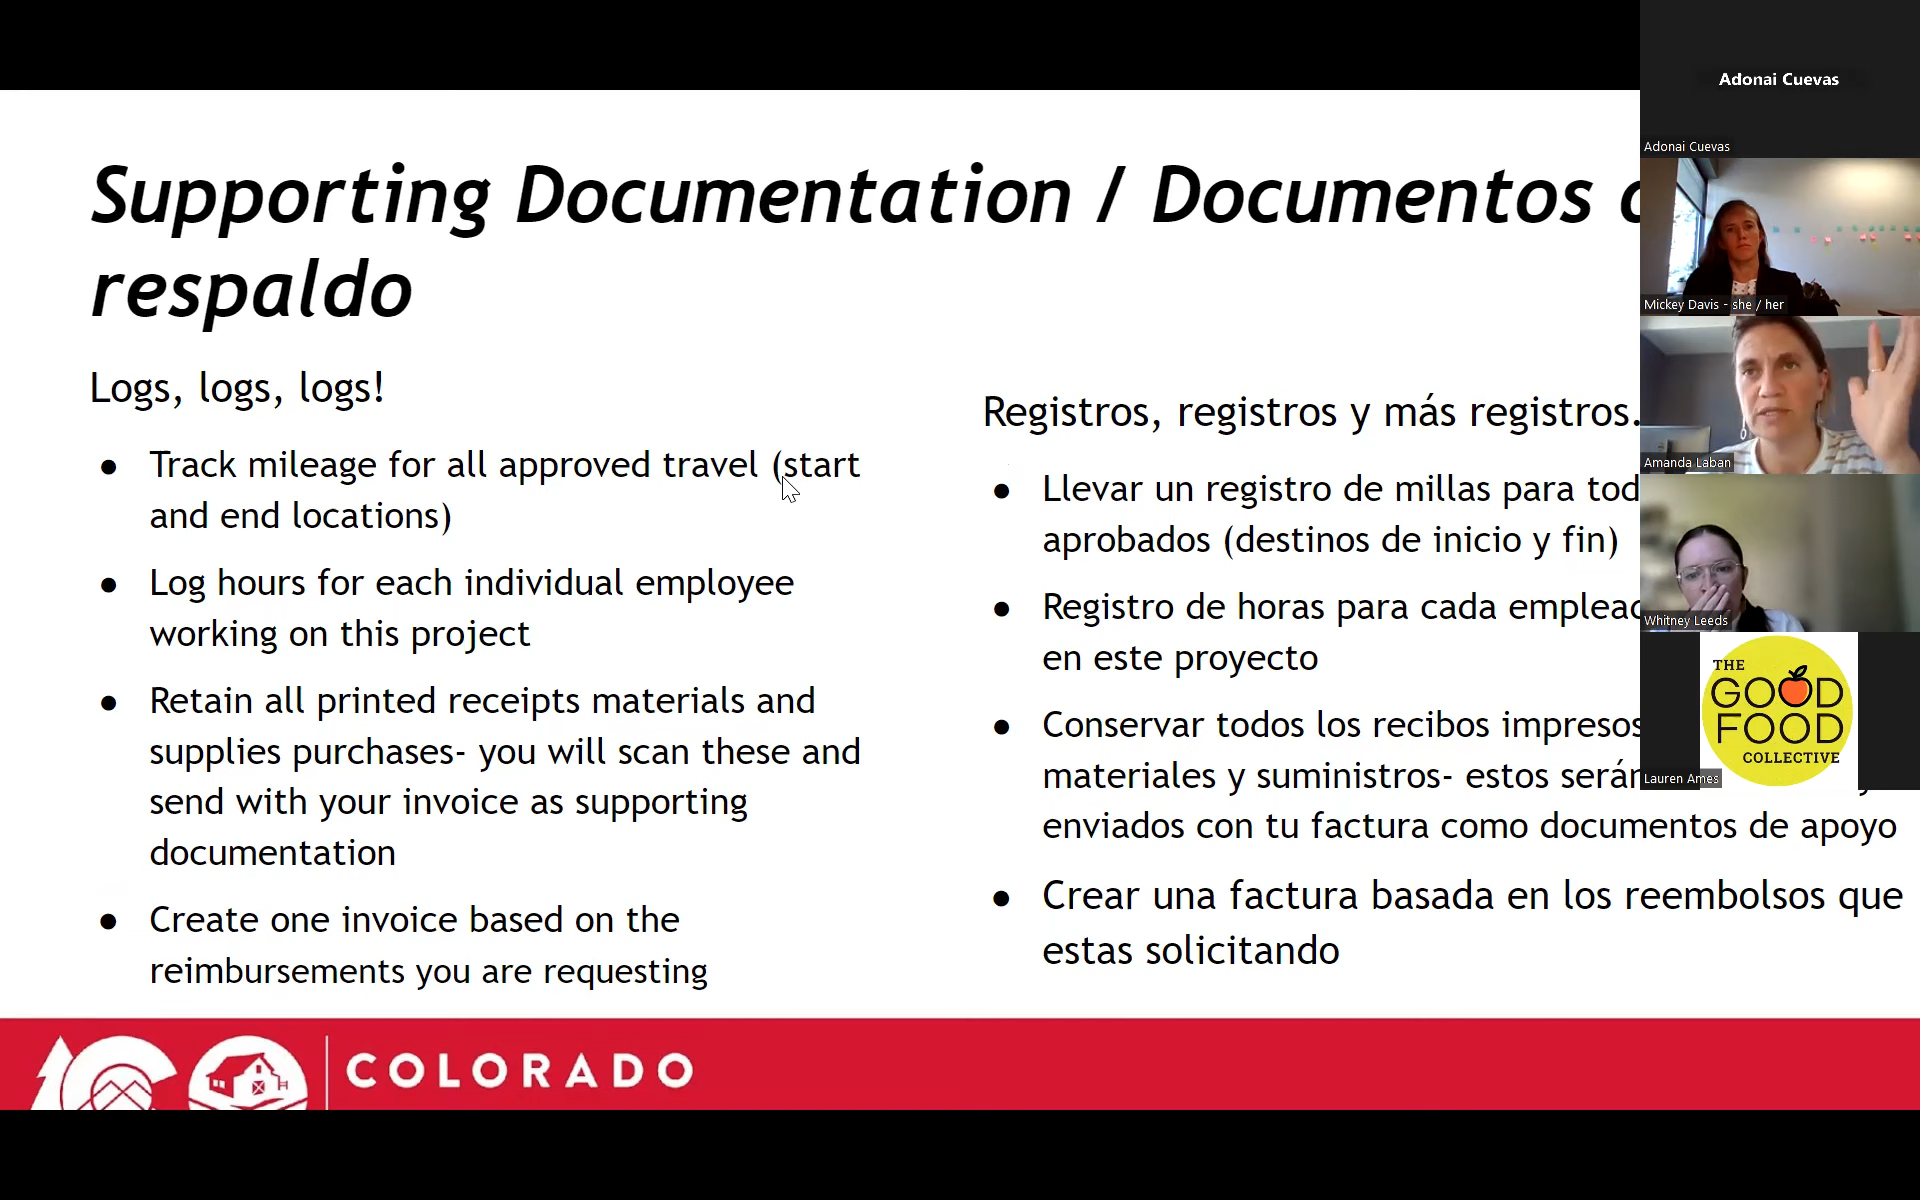 Supporting Documentation / Documentos
respaldo
Logs, logs, logs!
● Track mileage for all approved travel (start
and end locations)
● Log hours for each individual employee
working on this project
● Retain all printed receipts materials and
supplies purchases- you will scan these and
send with your invoice as supporting
documentation
● Create one invoice based on the
reimbursements you are requesting
Registros, registros y más registros.
● Llevar un registro de millas para
aprobados (destinos de inicio y fin)
● Registro de horas para cada
en este proyecto
● Conservar todos los recibos impresos
materiales y suministros- estos serán
enviados con tu factura como documentos de apoyo
● Crear una factura basada en los reembolsos que
estas solicitando
COLORADO
Adonai Cuevas
Adonai Cuevas
Mickey Davis - she / her
Amanda Laban
Whitney Leeds
THE
GOOD
FOOD
COLLECTIVE
Lauren Ames